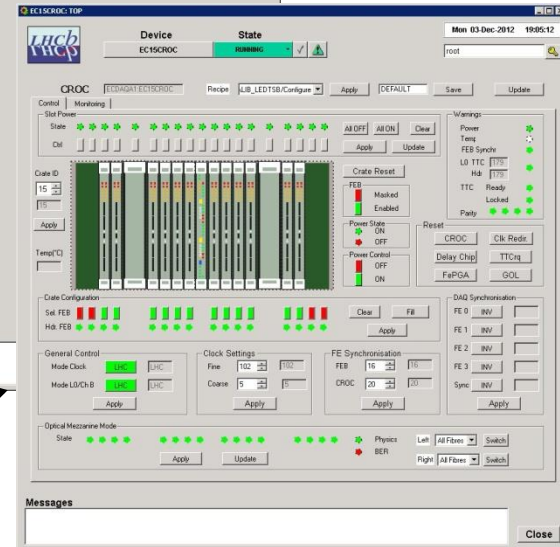 EC15CROC: TOP
LHCb
Device State
EC15CROC RUNNING
Mon 03-Dec-2012 19:05:12
root
CROC ECDAQA1:EC15CROC Recipe LIB_LEDTSB/Configure Apply DEFAULT Save Update
Control Monitoring
Slot Power
State
Ctrl
All OFF All ON Clear
Apply Update
Warnings
Power
Temp
FEB Synchr
L0 TTC 179
Hdr 179
TTC Ready
Locked
Parity
Crate ID
15
15
Apply
Temp(°C)
Crate Reset
FEB
Masked
Enabled
Power State
ON
OFF
Power Control
OFF
ON
Reset
CROC Clk Redir.
Delay Chip TTCrq
FePGA GOL
Crate Configuration
Sel. FEB
Hdr. FEB
Clear Fill
Apply
DAQ Synchronisation
FE 0 INV
FE 1 INV
FE 2 INV
FE 3 INV
Sync INV
Apply
General Control
Mode Clock LHC LHC
Mode L0/Ch B LHC LHC
Apply
Clock Settings
Fine 102 102
Coarse 5 5
Apply
FE Synchronisation
FEB 16 16
CROC 20 20
Apply
Optical Mezzanine Mode
State
Apply Update
Physics
BER
Left All Fibres Switch
Right All Fibres Switch
Messages
Close